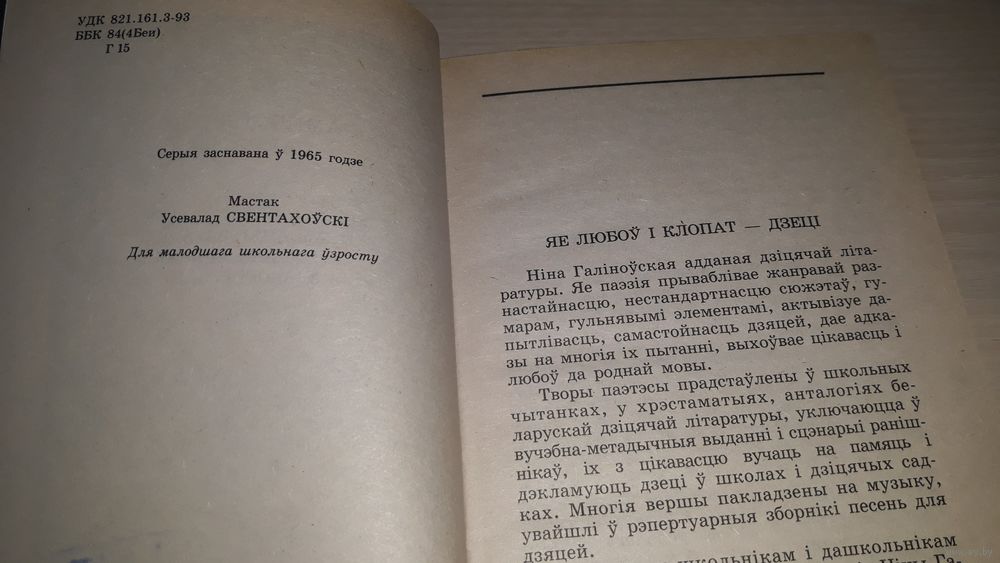 УДК 821.161.3-93
ББК 84(4Беи)
Г 15
Серыя заснавана ў 1965 годзе
Мастак
Усевалад СВЕНТАХОЎСКІ
Для малодшага школьнага ўзросту
ЯЕ ЛЮБОЎ І КЛОПАТ — ДЗЕЦІ
Ніна Галіноўская адданая дзіцячай літа-
ратуры. Яе паэзія прываблівае жанравай раз-
настайнасцю, нестандартнасцю сюжэтаў, гу-
марам, гульнявымі элементамі, актывізуе да-
пытлівасць, самастойнасць дзяцей, дае адка-
зы на многія іх пытанні, выхоўвае цікавасць і
любоў да роднай мовы.
Творы паэтэсы прадстаўлены ў школьных
чытанках, у хрэстаматыях, анталогіях бе-
ларускай дзіцячай літаратуры, уключаюцца ў
вучэбна-метадычныя выданні і сцэнарыі раніш-
нікаў, іх з цікавасцю вучаць на памяць і
дэкламуюць дзеці ў школах і дзіцячых сад-
ках. Многія вершы пакладзены на музыку,
увайшлі ў рэпертуарныя зборнікі песень для
дзяцей.
школьнікам і дашкольнікам
Ніны Га-